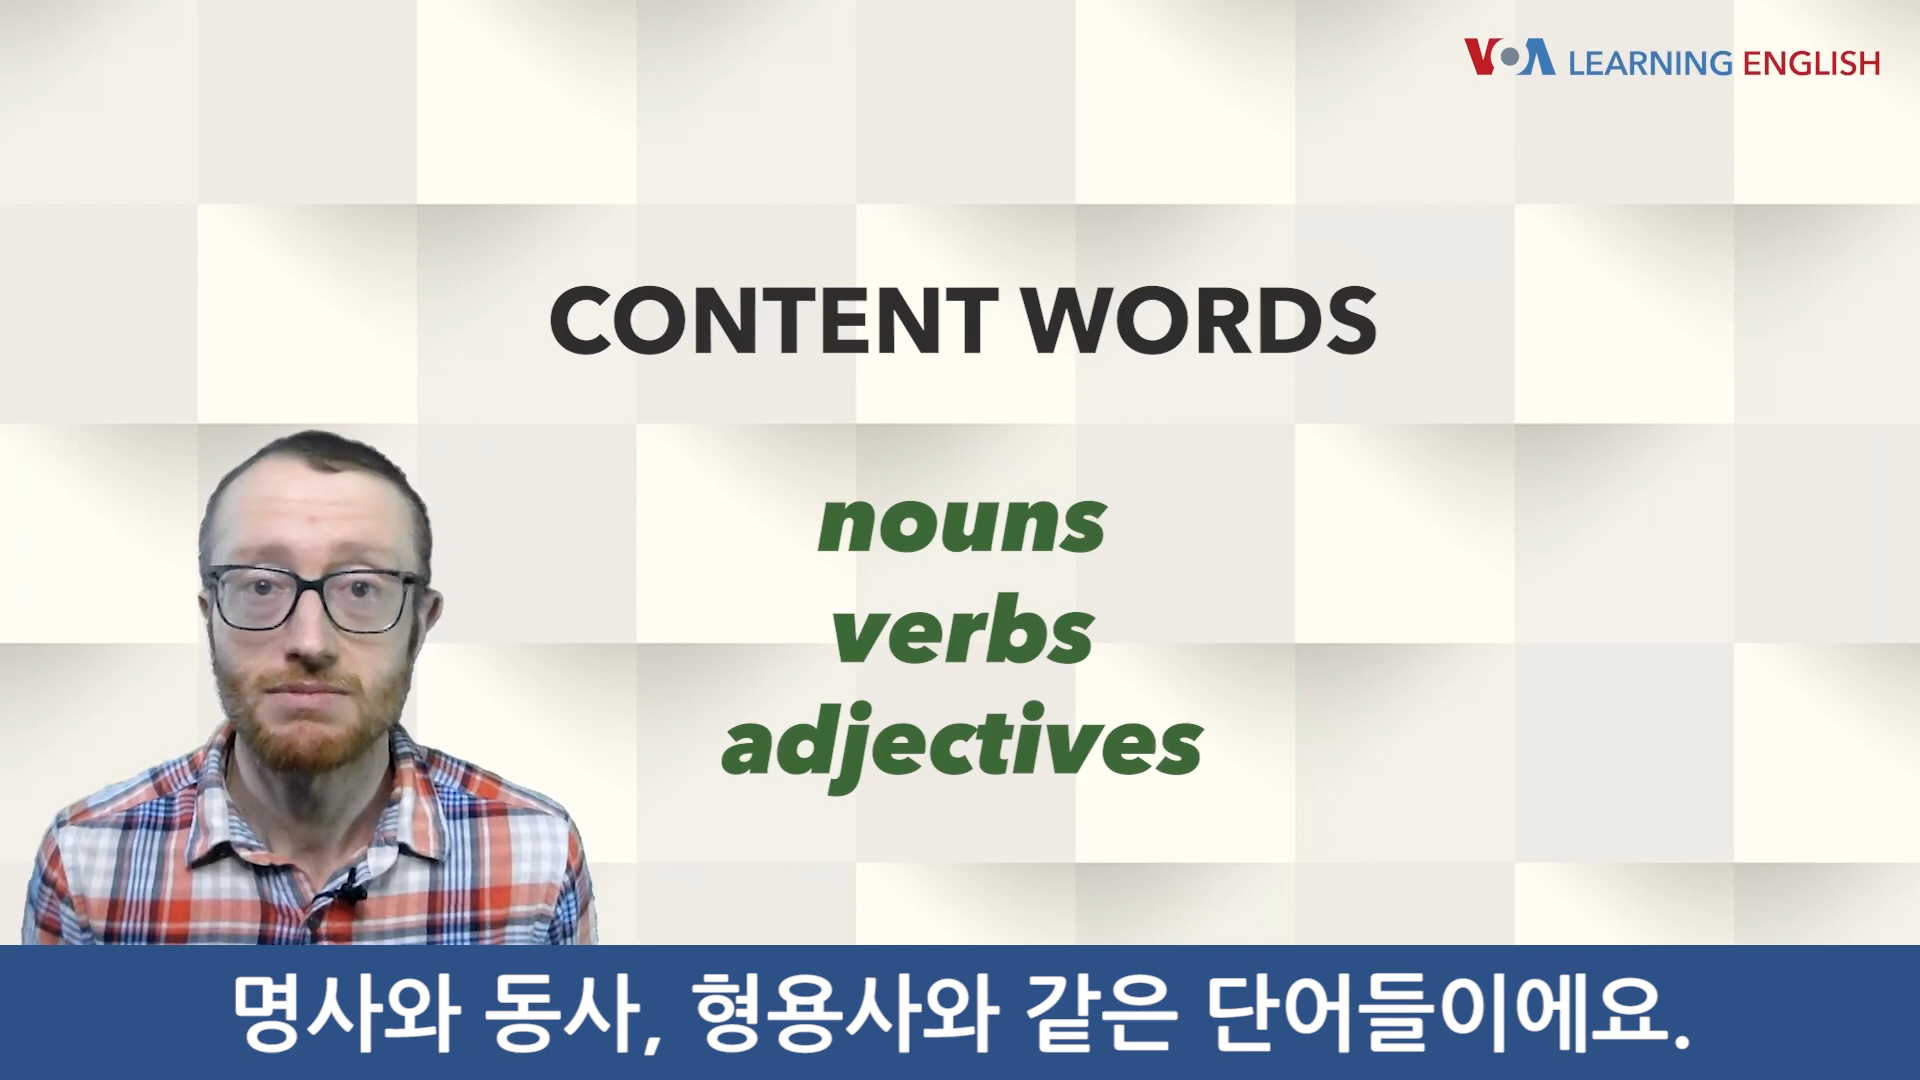 VOA LEARNING ENGLISH
CONTENT WORDS
nouns
verbs
adjectives
명사와 동사, 형용사와 같은 단어들이에요.